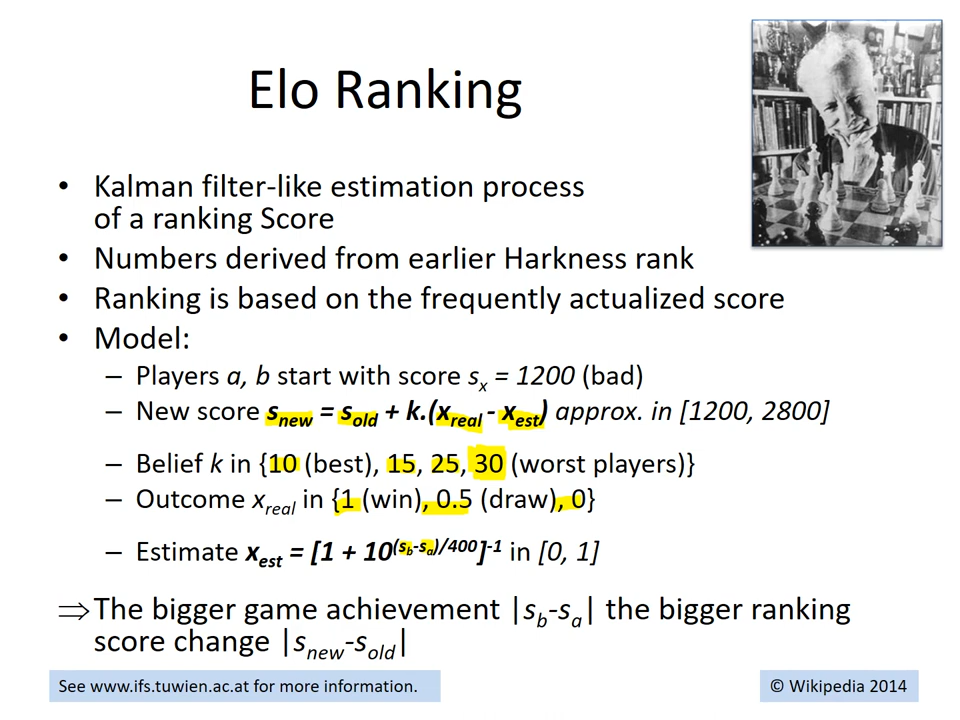 Elo Ranking
• Kalman filter-like estimation process
of a ranking Score
• Numbers derived from earlier Harkness rank
• Ranking is based on the frequently actualized score
• Model:
– Players a, b start with score sx = 1200 (bad)
– New score snew = sold + k.(xreal - xest) approx. in [1200, 2800]
– Belief k in {10 (best), 15, 25, 30 (worst players)}
– Outcome xreal in {1 (win), 0.5 (draw), 0}
– Estimate xest = [1 + 10(sb-sa)/400]-1 in [0, 1]
⇒ The bigger game achievement |sb-sa| the bigger ranking
score change |snew-sold|
See www.ifs.tuwien.ac.at for more information.
© Wikipedia 2014